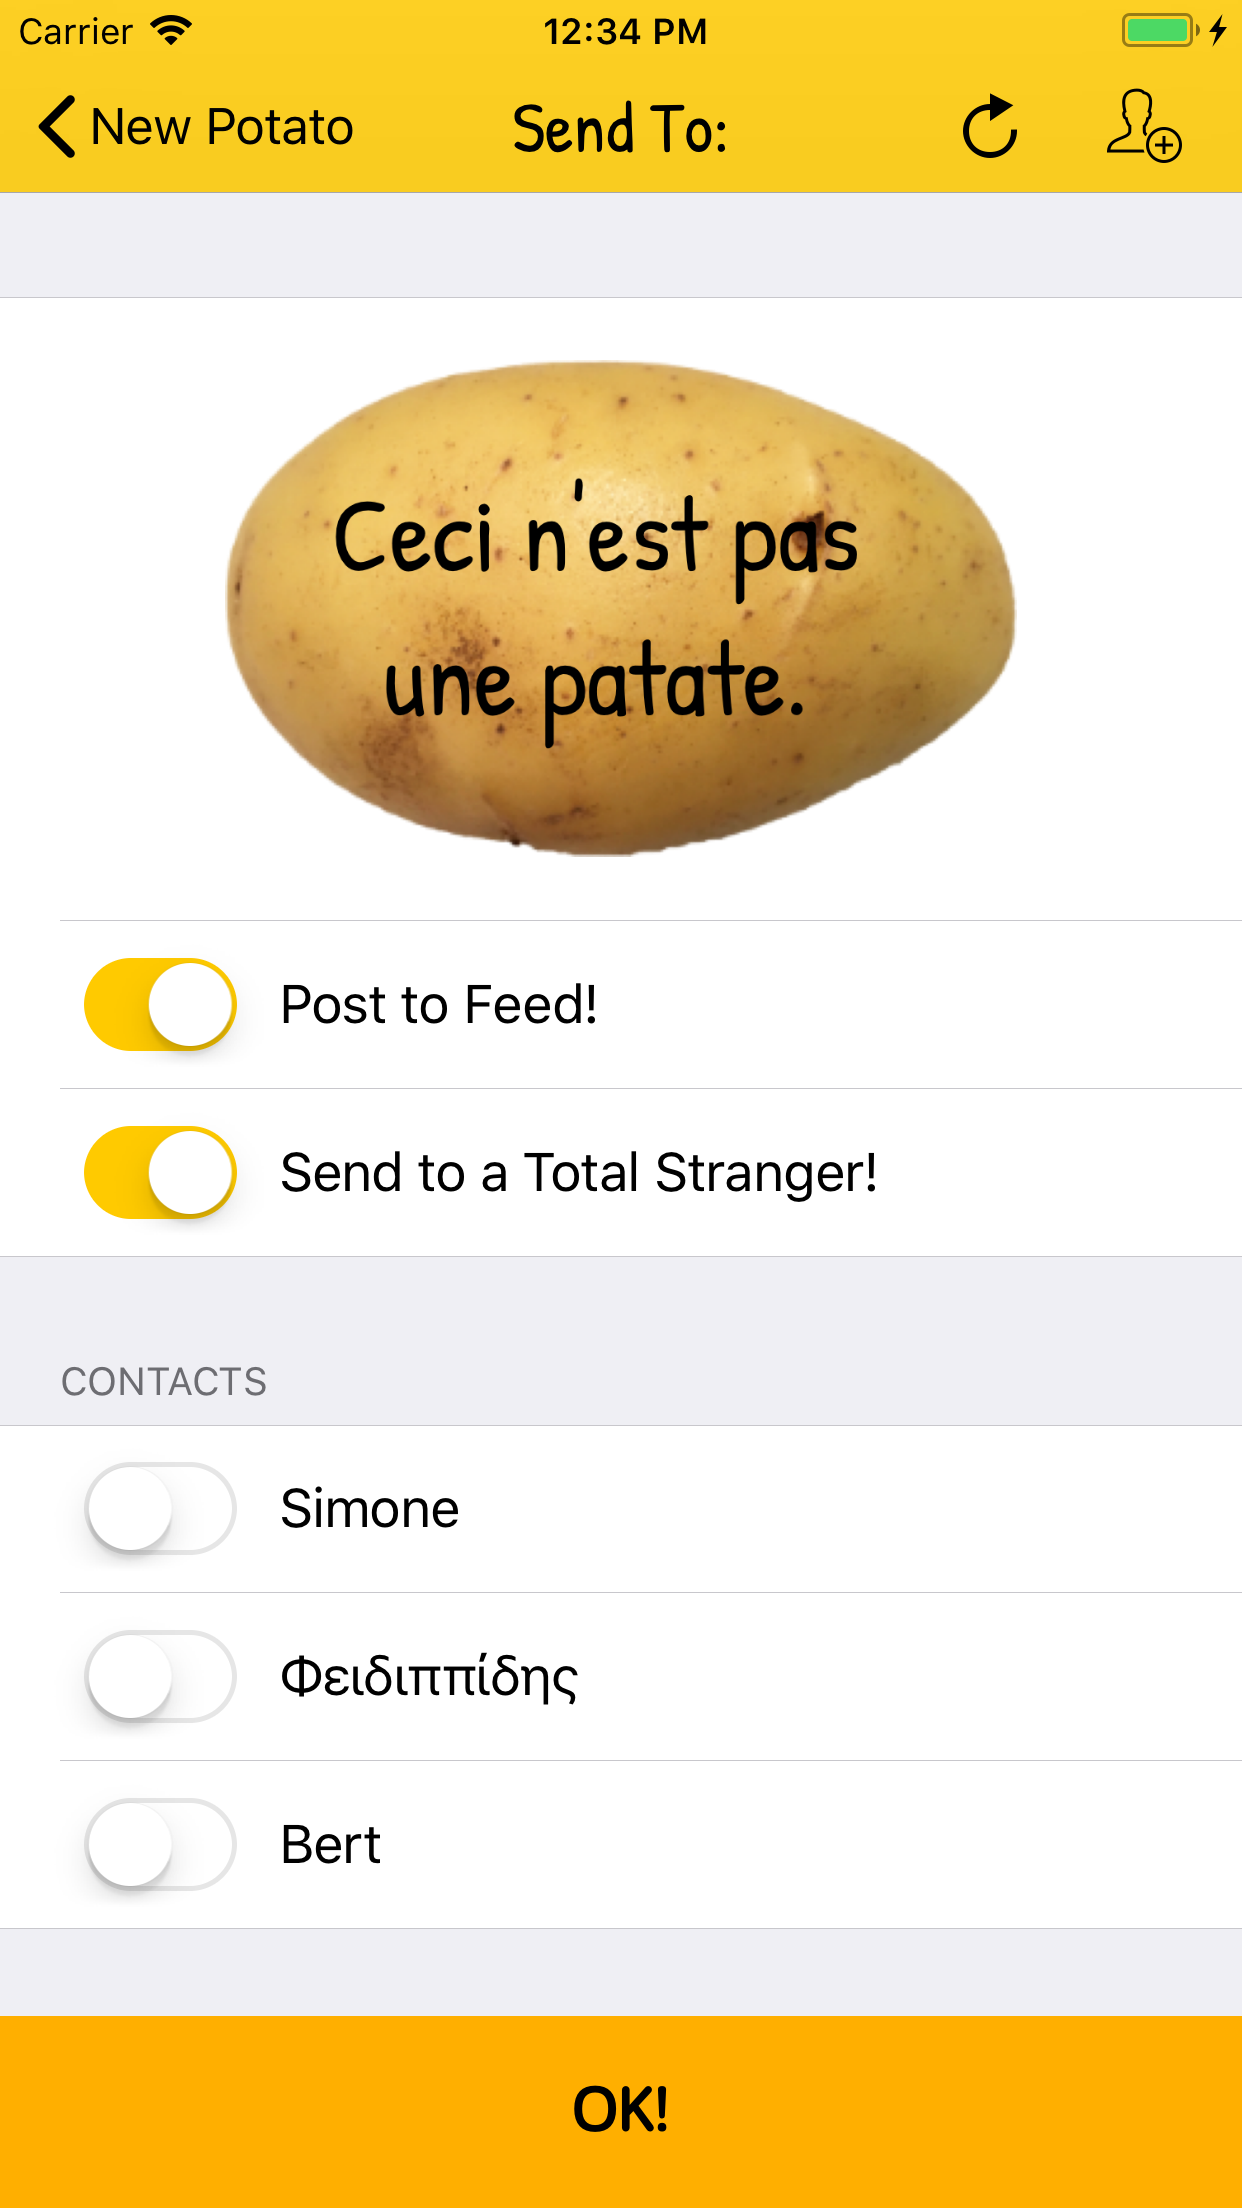 Carrier 12:34 PM
New Potato Send To:
Ceci n'est pas
une patate.
Post to Feed!
Send to a Total Stranger!
CONTACTS
Simone
Φειδιππίδης
Bert
OK!